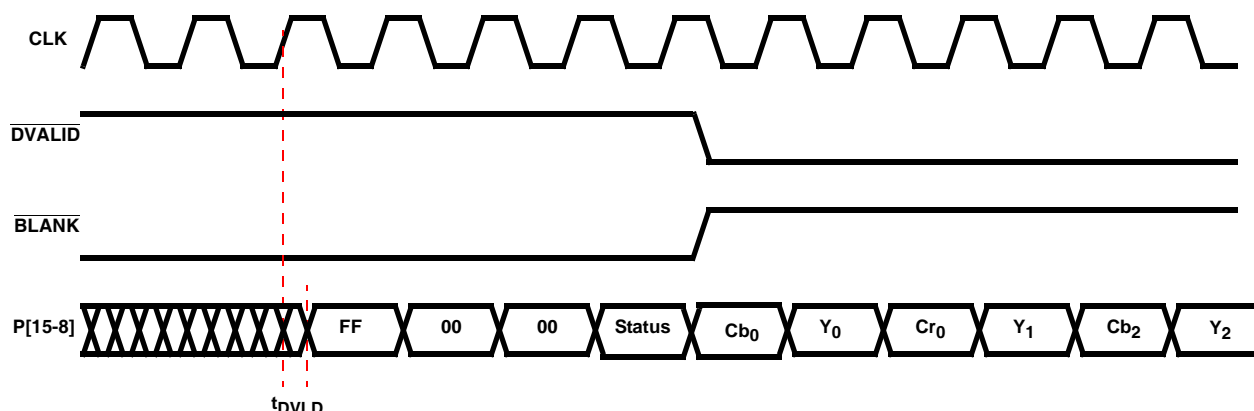 CLK
DVALID
BLANK
P[15-8] FF 00 00 Status Cb0 Y0 Cr0 Y1 Cb2 Y2
tDVLD